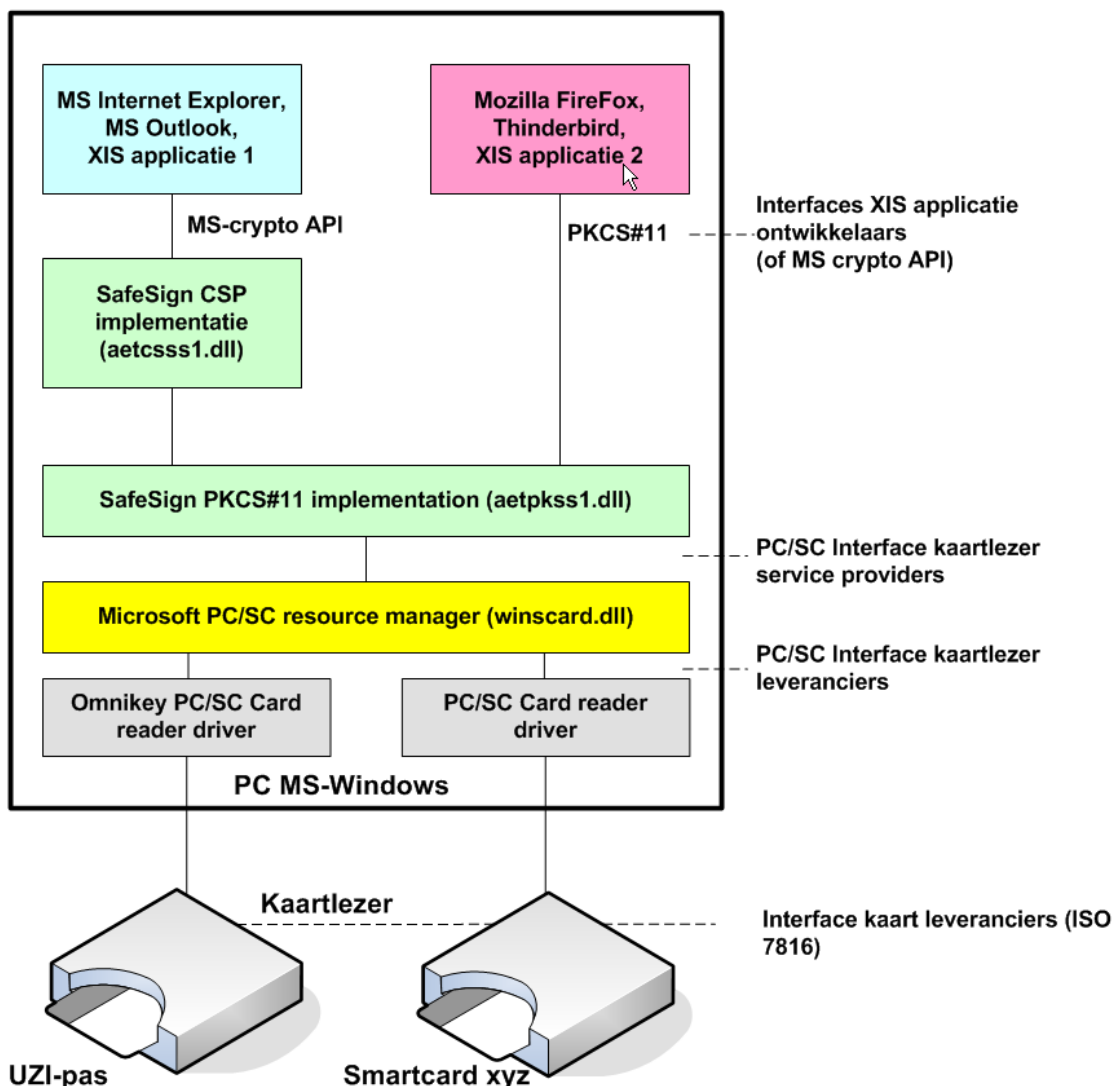 MS Internet Explorer,
MS Outlook,
XIS applicatie 1
Mozilla FireFox,
Thinderbird,
XIS applicatie 2
MS-crypto API
PKCS#11
Interfaces XIS applicatie
ontwikkelaars
(of MS crypto API)
SafeSign CSP
implementatie
(aetcsss1.dll)
SafeSign PKCS#11 implementation (aetpkss1.dll)
PC/SC Interface kaartlezer
service providers
Microsoft PC/SC resource manager (winscard.dll)
PC/SC Interface kaartlezer
leveranciers
Omnikey PC/SC Card
reader driver
PC/SC Card reader
driver
PC MS-Windows
Kaartlezer
Interface kaart leveranciers (ISO
7816)
UZI-pas
Smartcard xyz